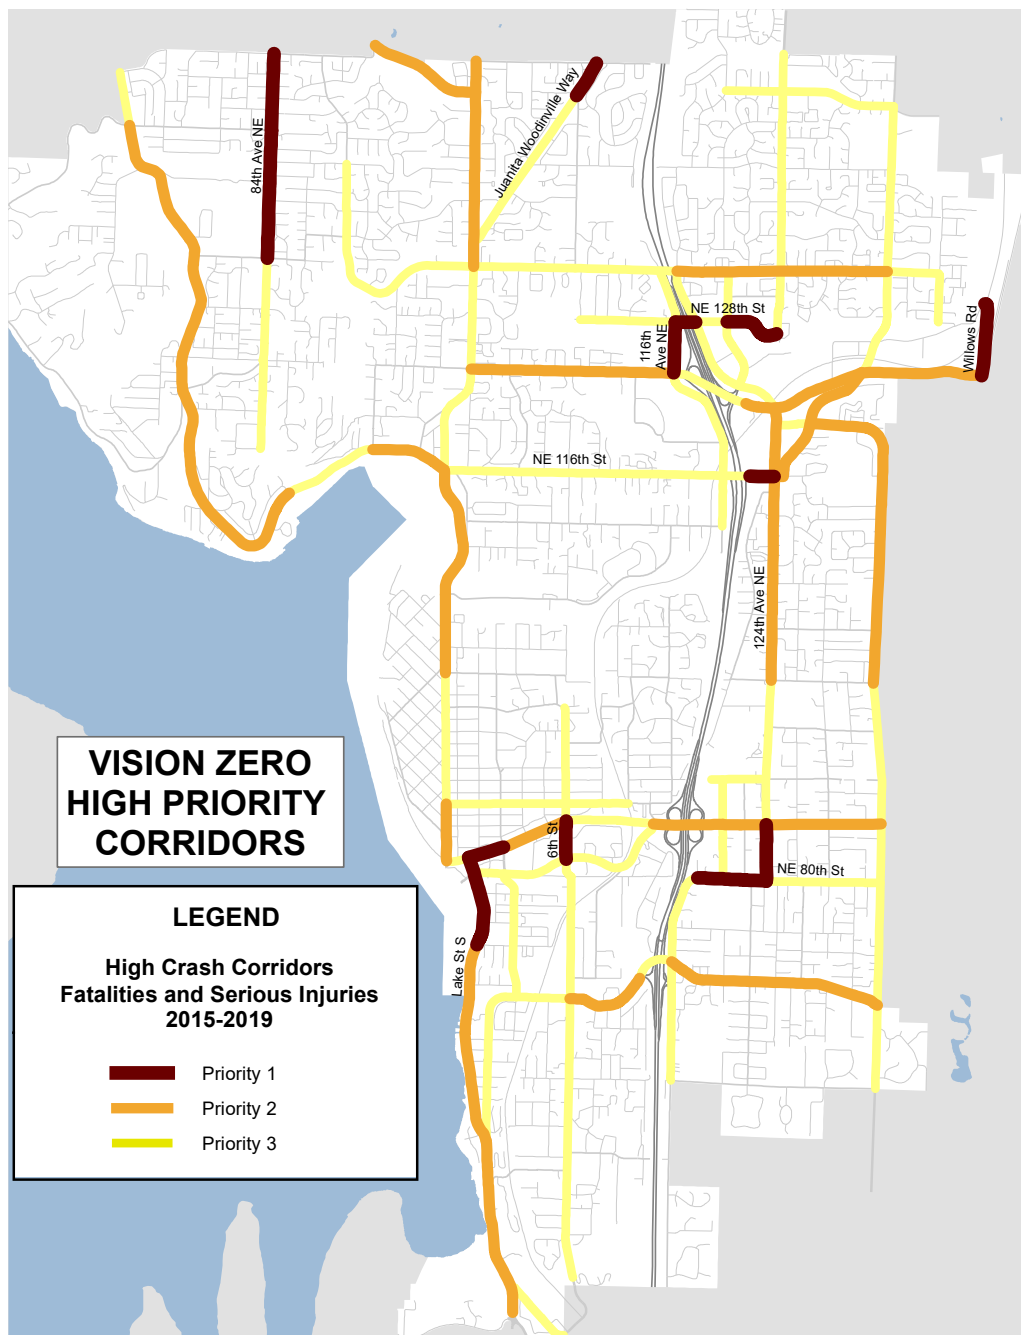 84th Ave NE
Juanita Woodinville Way
NE 128th St
116th
Ave NE
Willows Rd
NE 116th St
124th Ave NE
VISION ZERO
HIGH PRIORITY
CORRIDORS
6th St
NE 80th St
Lake St S
LEGEND
High Crash Corridors
Fatalities and Serious Injuries
2015-2019
Priority 1
Priority 2
Priority 3